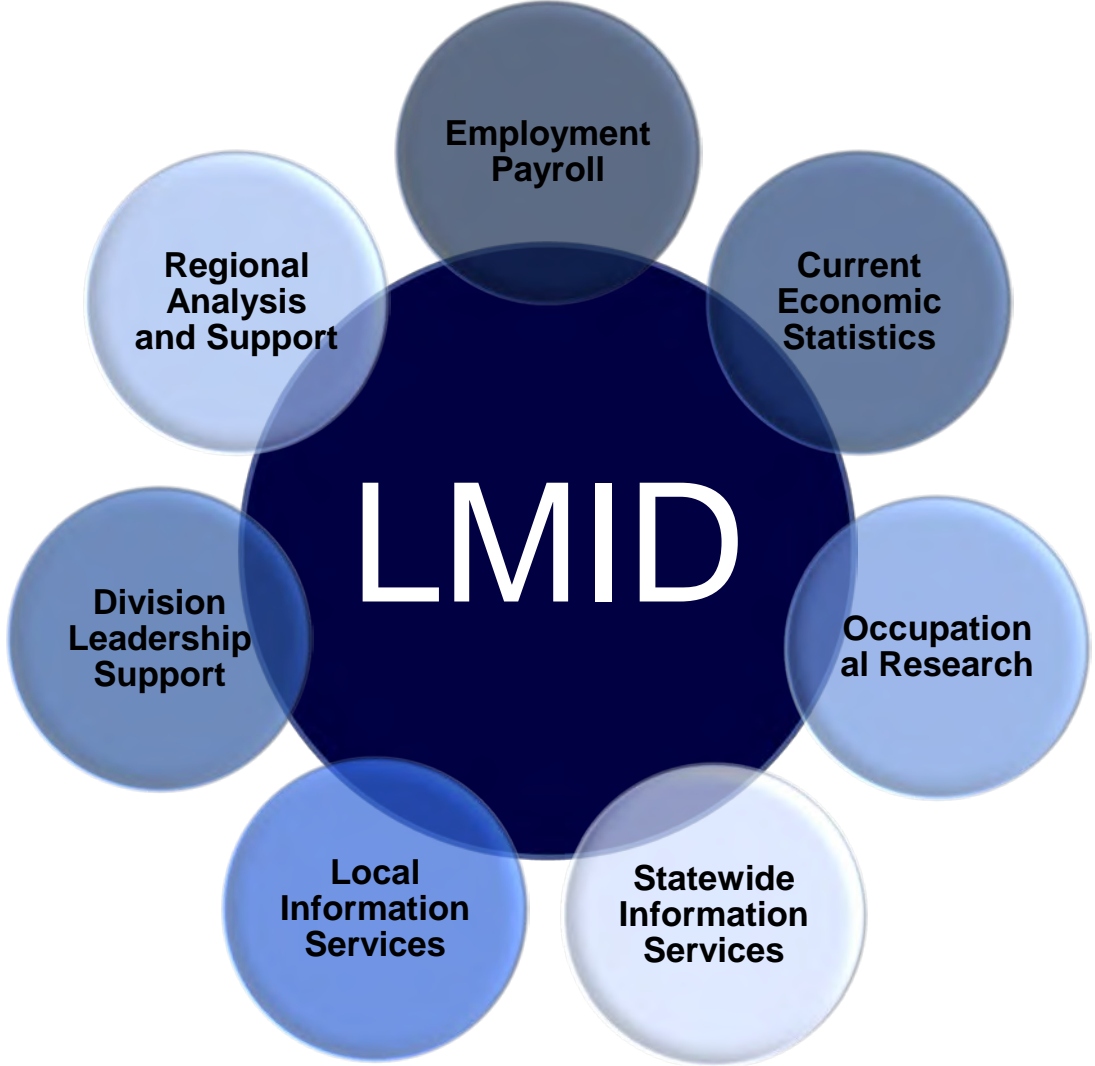 Employment
Payroll
Current
Economic
Statistics
Occupation
al Research
Statewide
Information
Services
Local
Information
Services
Division
Leadership
Support
Regional
Analysis
and Support
LMID